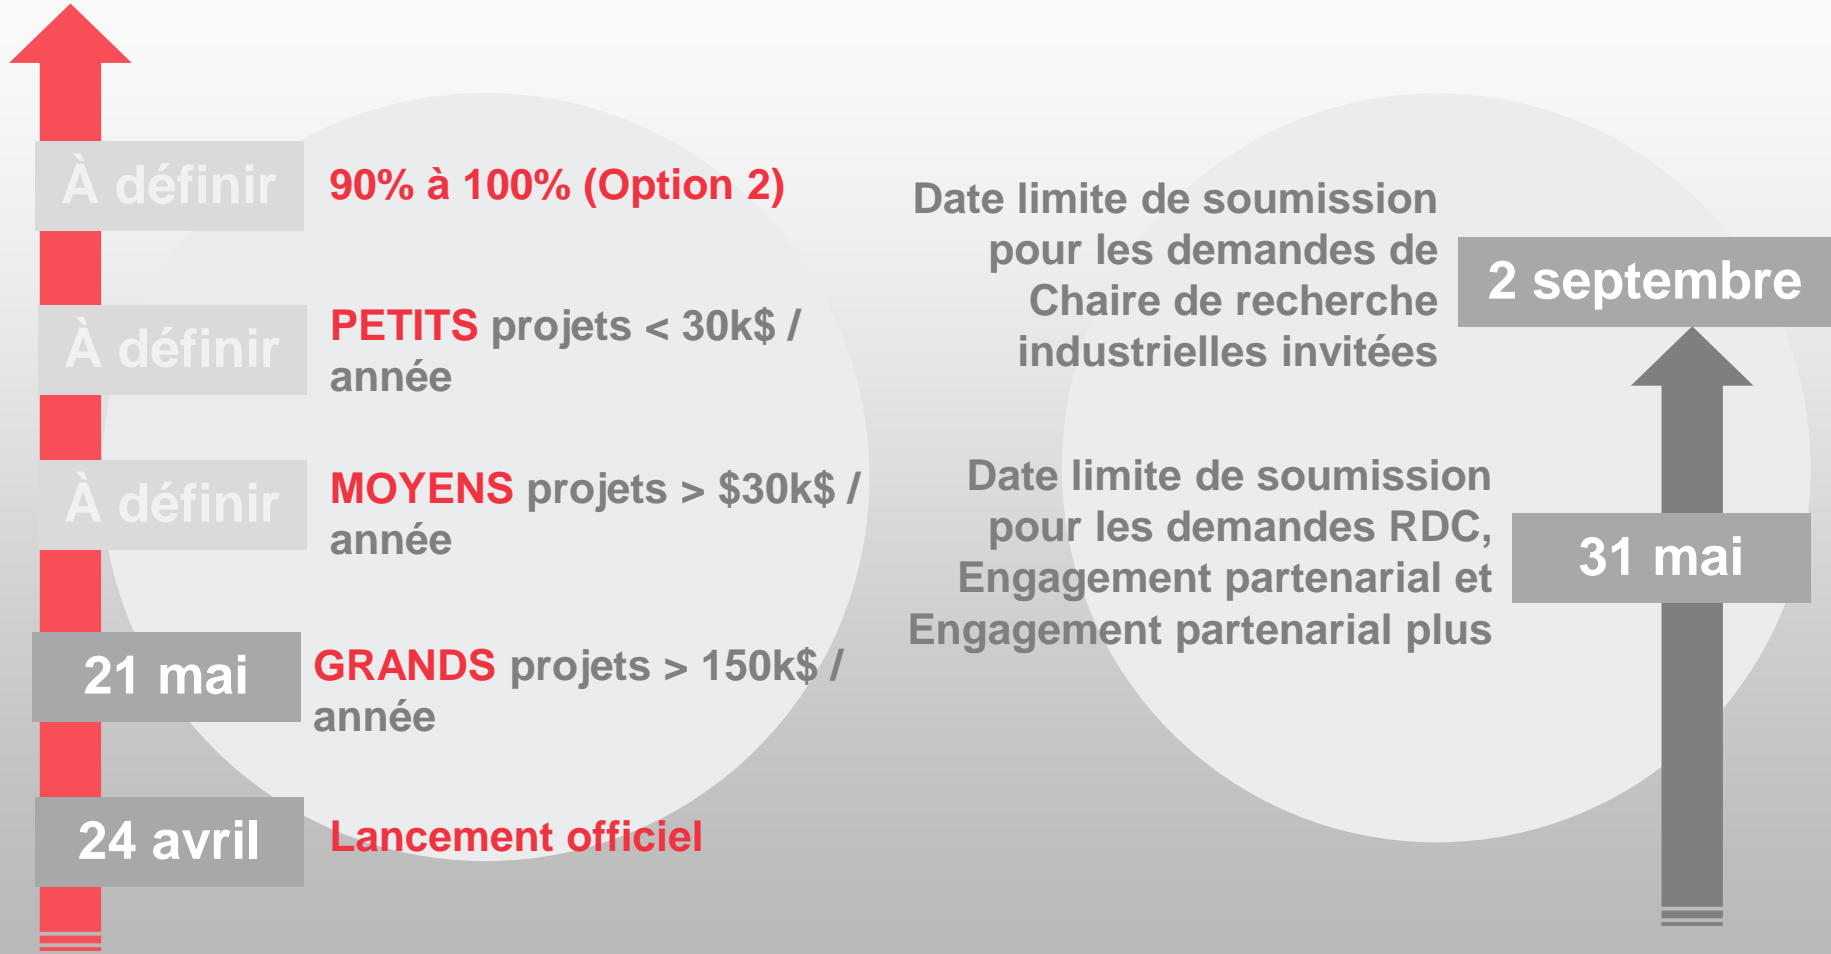 À définir
90% à 100% (Option 2)
À définir
PETITS projets < 30k$ /
année
À définir
MOYENS projets > $30k$ /
année
21 mai
GRANDS projets > 150k$ /
année
24 avril
Lancement officiel
Date limite de soumission
pour les demandes de
Chaire de recherche
industrielles invitées
2 septembre
Date limite de soumission
pour les demandes RDC,
Engagement partenarial et
Engagement partenarial plus
31 mai